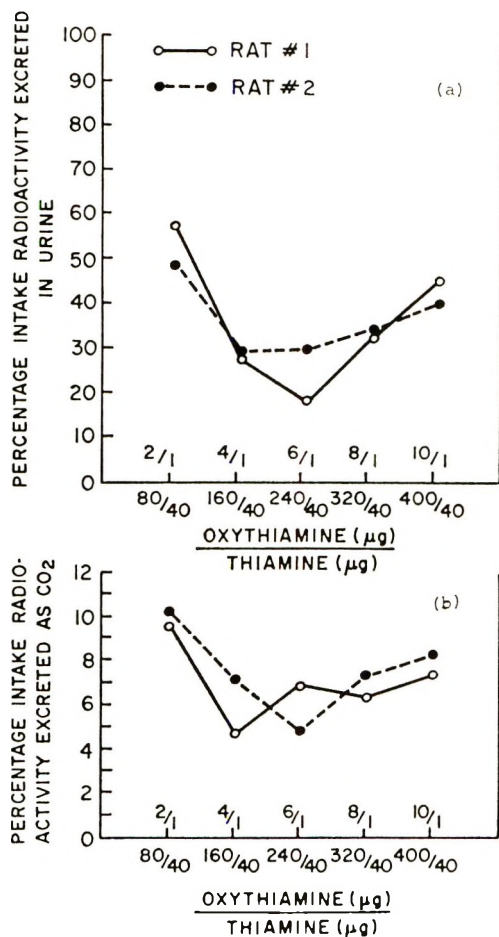 100
90
80
70
60
50
40
30
20
10
0
PERCENTAGE INTAKE RADIOACTIVITY EXCRETED
IN URINE
RAT #1
RAT #2
(a)
2/1 4/1 6/1 8/1 10/1
80/40 160/40 240/40 320/40 400/40
OXYTHIAMINE (µg)
THIAMINE (µg)
12
10
8
6
4
2
0
PERCENTAGE INTAKE RADIO-
ACTIVITY EXCRETED AS CO2
(b)
2/1 4/1 6/1 8/1 10/1
80/40 160/40 240/40 320/40 400/40
OXYTHIAMINE (µg)
THIAMINE (µg)